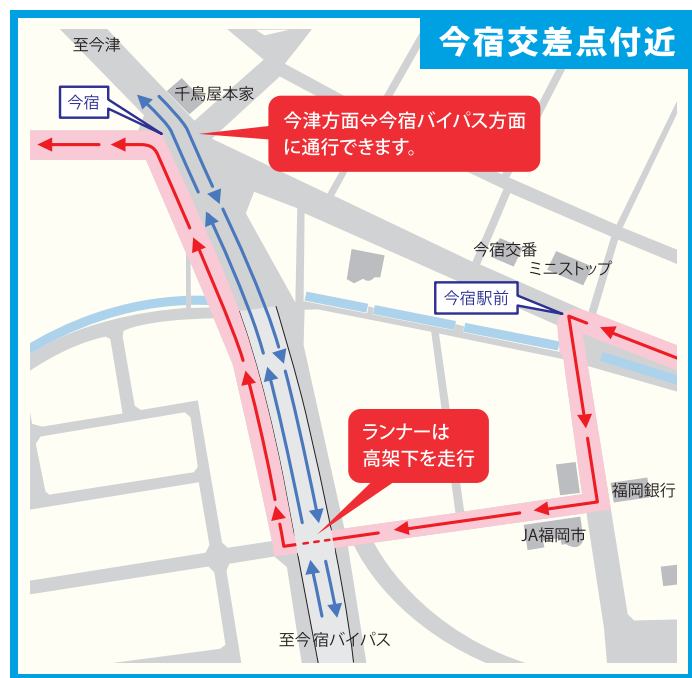 今宿交差点付近
至今津
千鳥屋本家
今宿
今津方面⇔今宿バイパス方面
に通行できます。
今宿交番
ミニストップ
今宿駅前
ランナーは
高架下を走行
福岡銀行
JA福岡市
至今宿バイパス